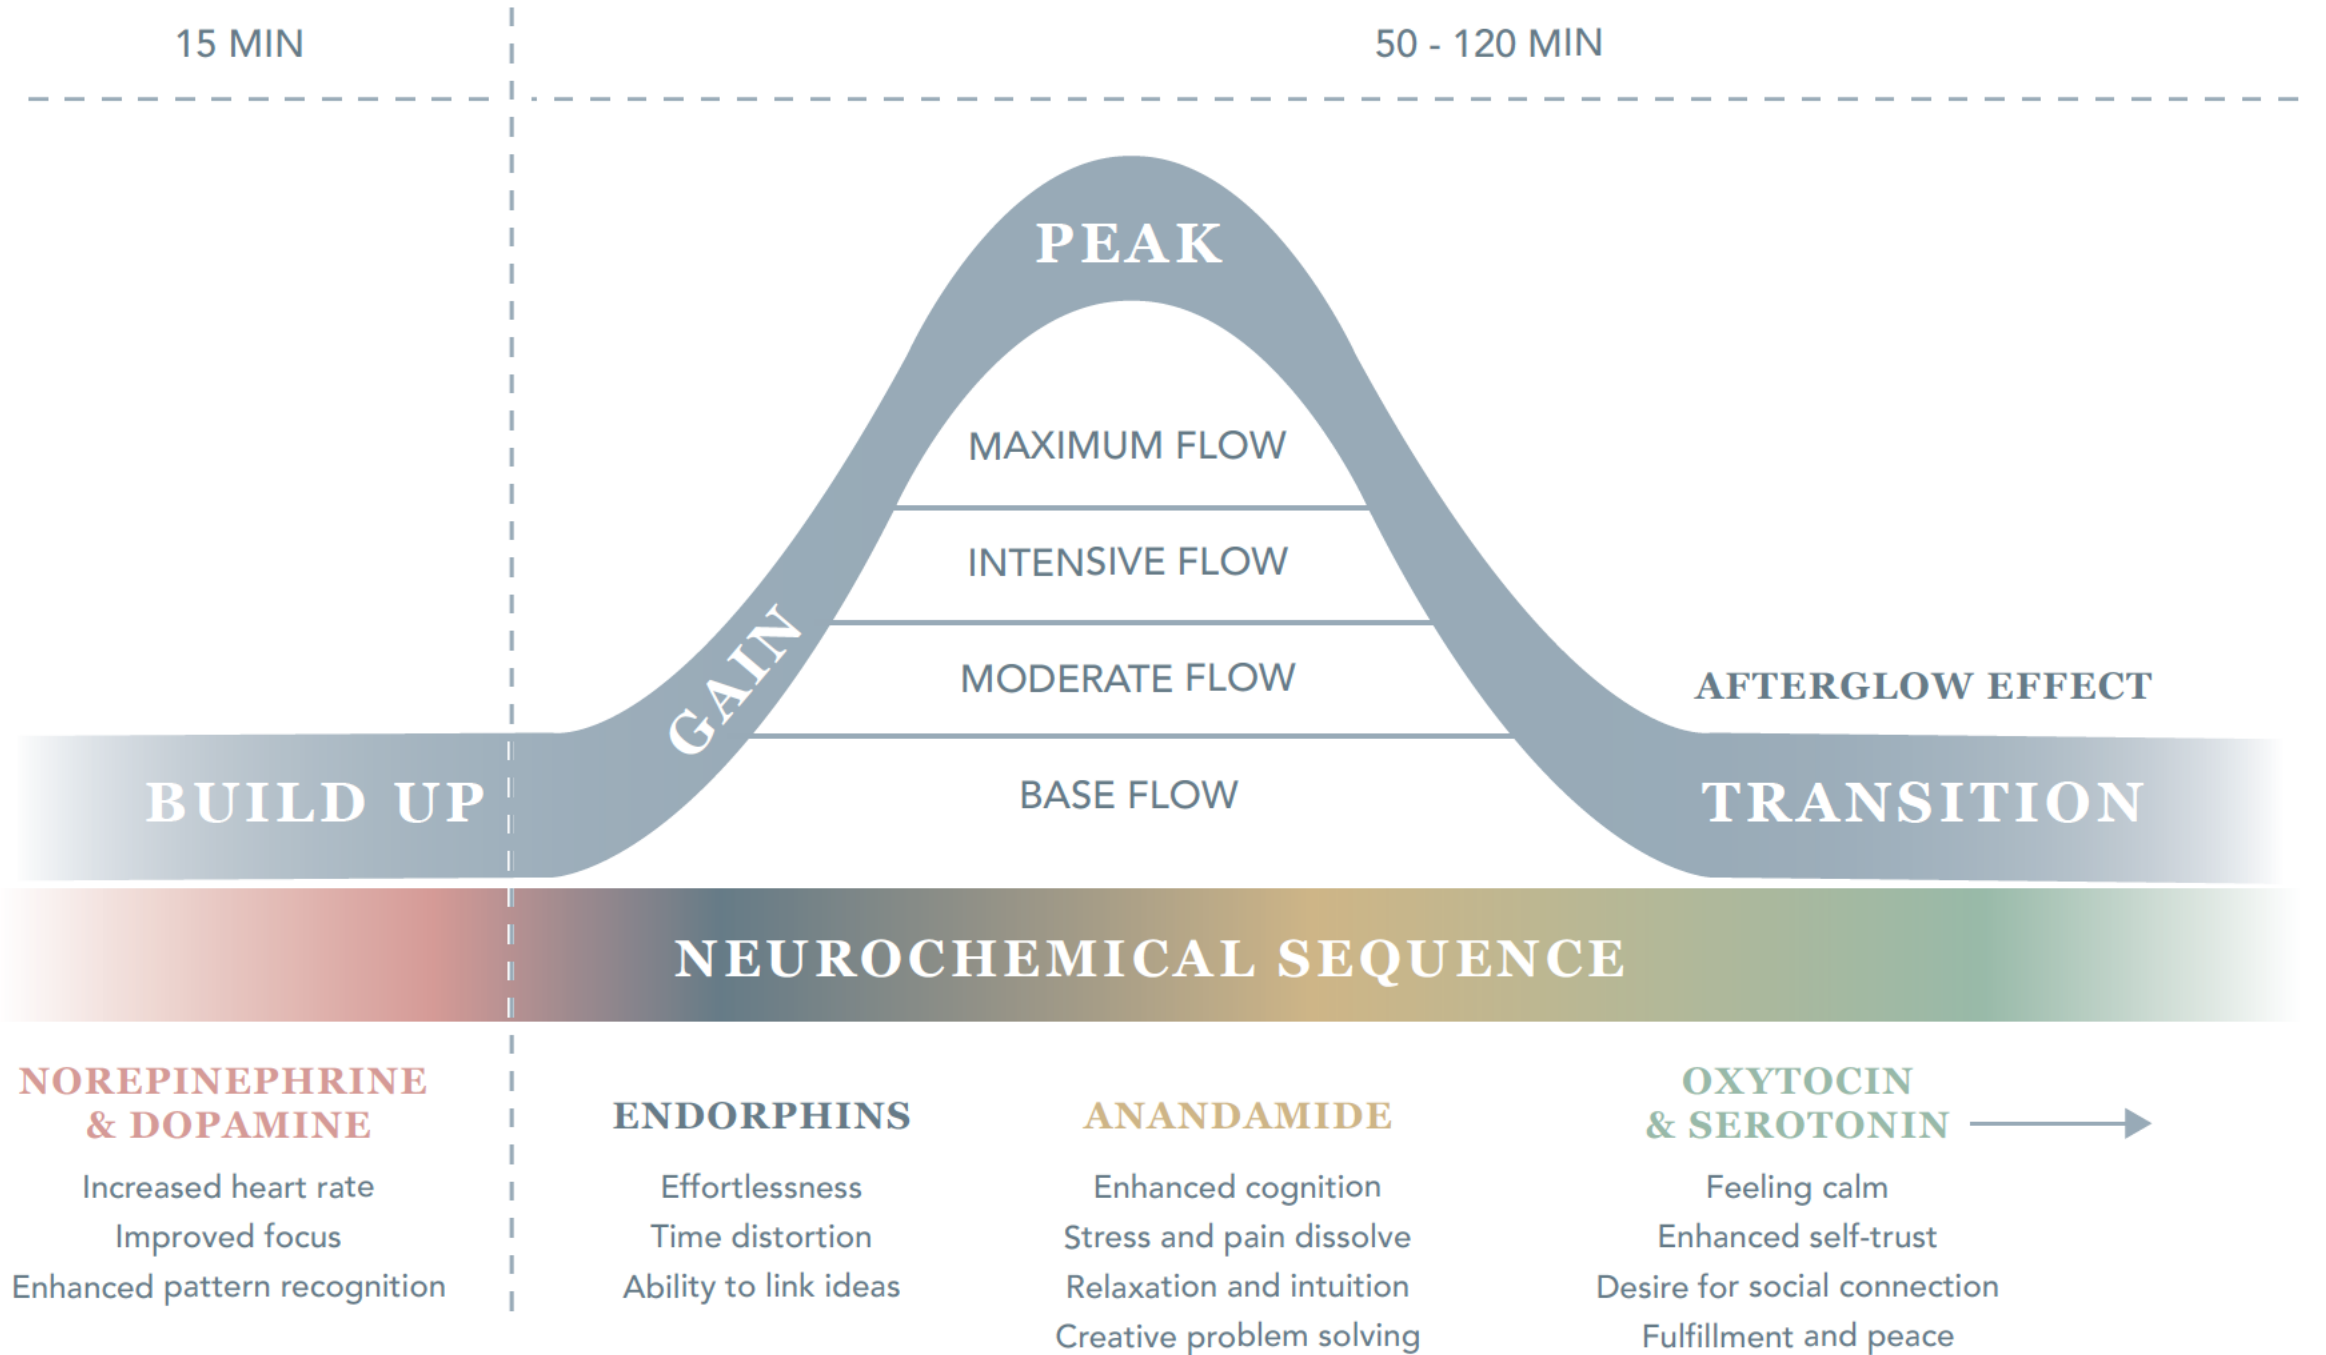 15 MIN
50 - 120 MIN
PEAK
MAXIMUM FLOW
INTENSIVE FLOW
GAIN
MODERATE FLOW
AFTERGLOW EFFECT
BUILD UP
BASE FLOW
TRANSITION
NEUROCHEMICAL SEQUENCE
NOREPINEPHRINE
& DOPAMINE
Increased heart rate
Improved focus
Enhanced pattern recognition
ENDORPHINS
Effortlessness
Time distortion
Ability to link ideas
ANANDAMIDE
Enhanced cognition
Stress and pain dissolve
Relaxation and intuition
Creative problem solving
OXYTOCIN
& SEROTONIN
Feeling calm
Enhanced self-trust
Desire for social connection
Fulfillment and peace